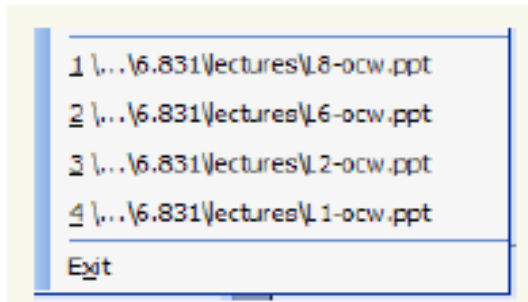 1 \...\6.831\lectures\L8-ocw.ppt
2 \...\6.831\lectures\L6-ocw.ppt
3 \...\6.831\lectures\L2-ocw.ppt
4 \...\6.831\lectures\L1-ocw.ppt
Exit